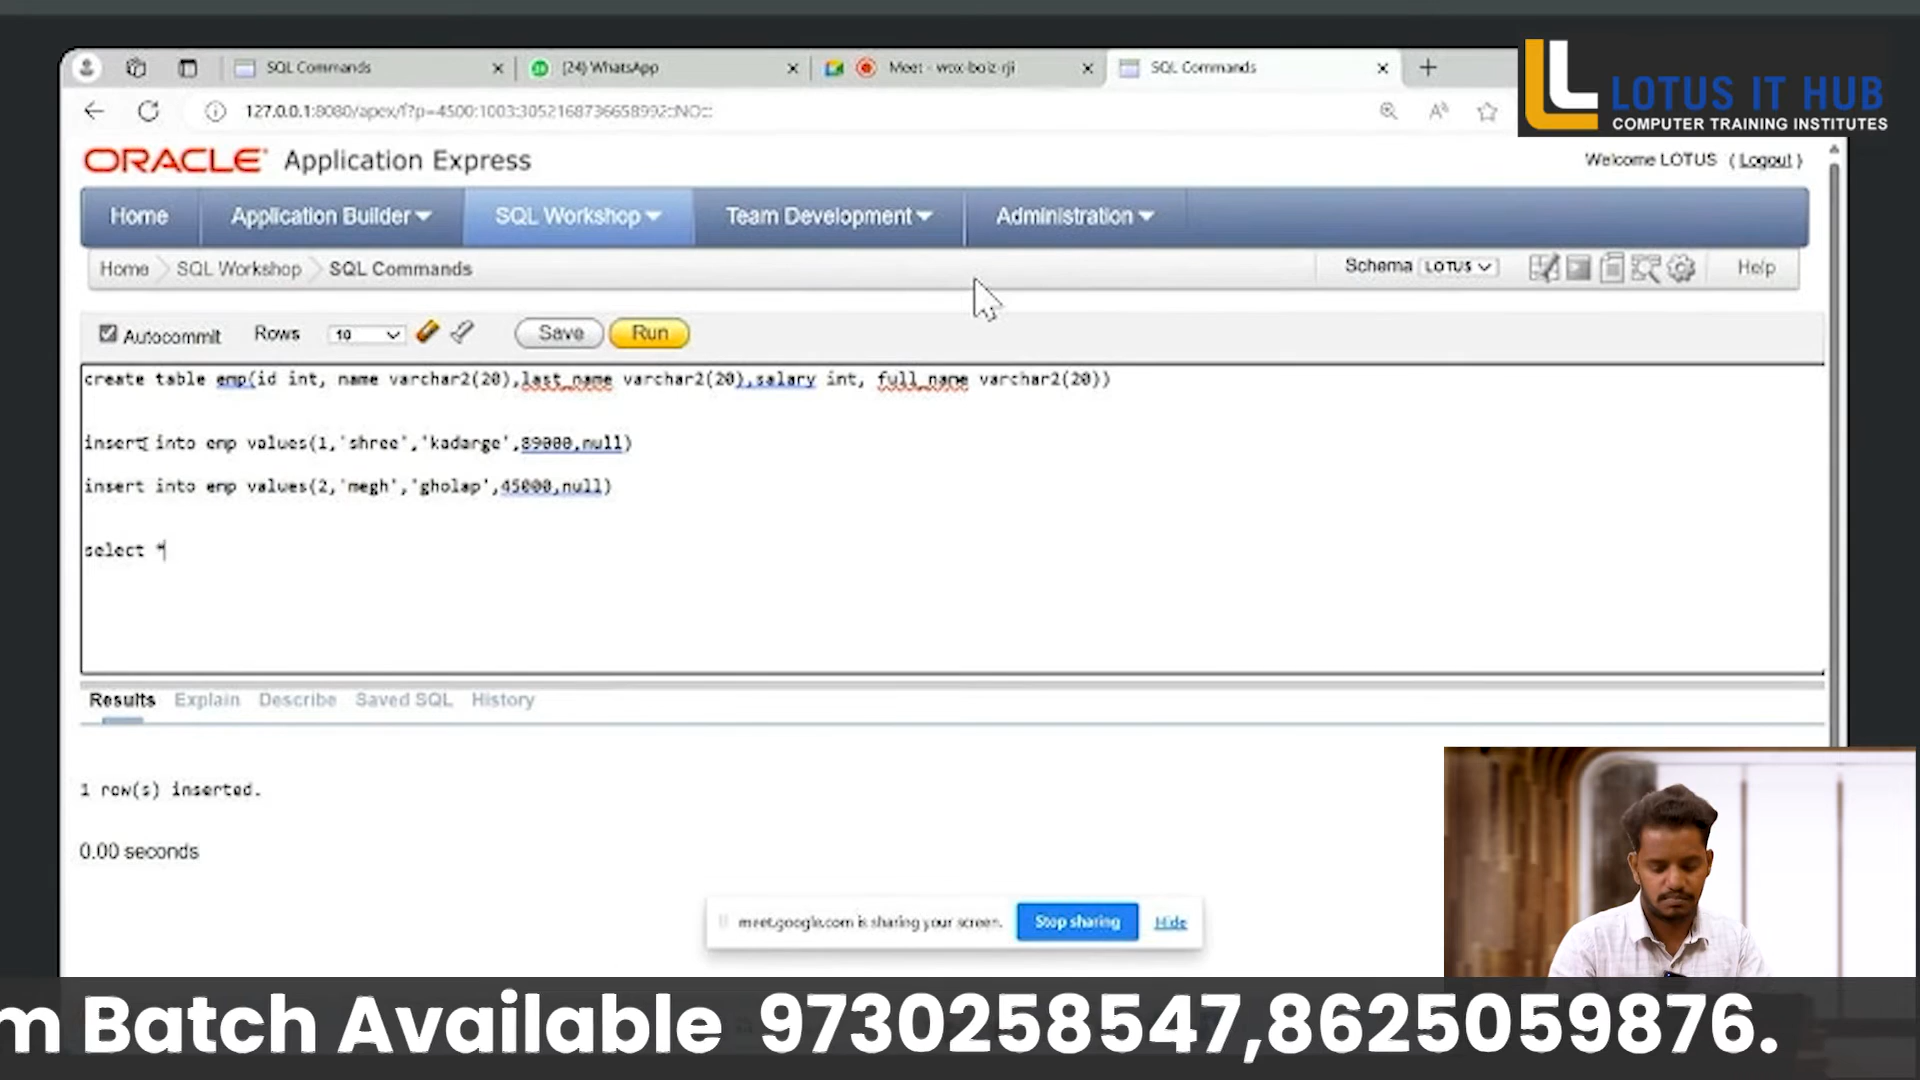 SQL Commands
(24) WhatsApp
Meet - wox-boiz-rji
SQL Commands
LOTUS IT HUB
COMPUTER TRAINING INSTITUTES
127.0.0.1:8080/apex/f?p=4500:1003:3052168736658992::NO:::
ORACLE Application Express
Welcome LOTUS ( Logout )
Home
Application Builder
SQL Workshop
Team Development
Administration
Home
SQL Workshop
SQL Commands
Schema LOTUS
Help
Autocommit
Rows
10
Save
Run
create table emp(id int, name varchar2(20),last_name varchar2(20),salary int, full_name varchar2(20))
insert into emp values(1,'shree','kadarge',89000,null)
insert into emp values(2,'megh','gholap',45000,null)
select *
Results
Explain
Describe
Saved SQL
History
1 row(s) inserted.
0.00 seconds
meet.google.com is sharing your screen.
Stop sharing
Hide
m Batch Available 9730258547,8625059876.